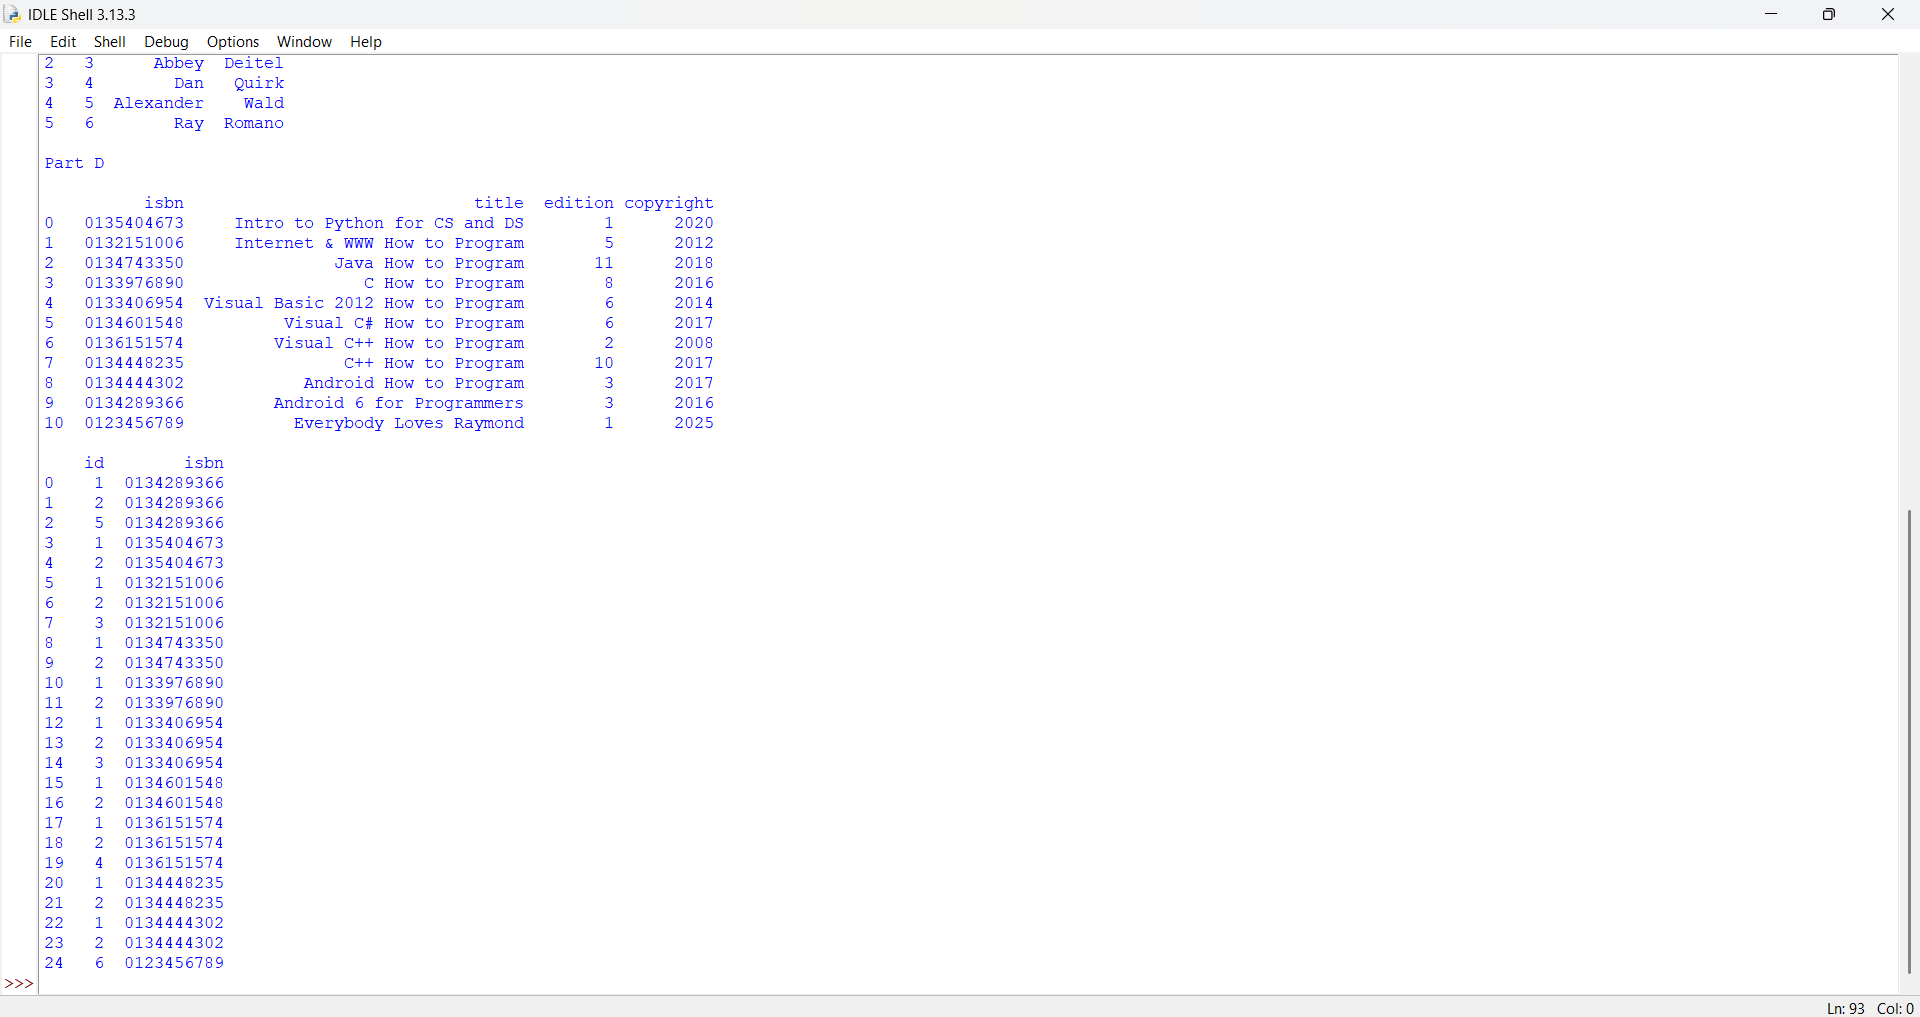 IDLE Shell 3.13.3
File Edit Shell Debug Options Window Help
2 3 Abbey Deitel
3 4 Dan Quirk
4 5 Alexander Wald
5 6 Ray Romano
Part D
isbn title edition copyright
0 0135404673 Intro to Python for CS and DS 1 2020
1 0132151006 Internet & WWW How to Program 5 2012
2 0134743350 Java How to Program 11 2018
3 0133976890 C How to Program 8 2016
4 0133406954 Visual Basic 2012 How to Program 6 2014
5 0134601548 Visual C# How to Program 6 2017
6 0136151574 Visual C++ How to Program 2 2008
7 0134448235 C++ How to Program 10 2017
8 0134444302 Android How to Program 3 2017
9 0134289366 Android 6 for Programmers 3 2016
10 0123456789 Everybody Loves Raymond 1 2025
id isbn
0 1 0134289366
1 2 0134289366
2 5 0134289366
3 1 0135404673
4 2 0135404673
5 1 0132151006
6 2 0132151006
7 3 0132151006
8 1 0134743350
9 2 0134743350
10 1 0133976890
11 2 0133976890
12 1 0133406954
13 2 0133406954
14 3 0133406954
15 1 0134601548
16 2 0134601548
17 1 0136151574
18 2 0136151574
19 4 0136151574
20 1 0134448235
21 2 0134448235
22 1 0134444302
23 2 0134444302
24 6 0123456789
>>>
Ln: 93 Col: 0